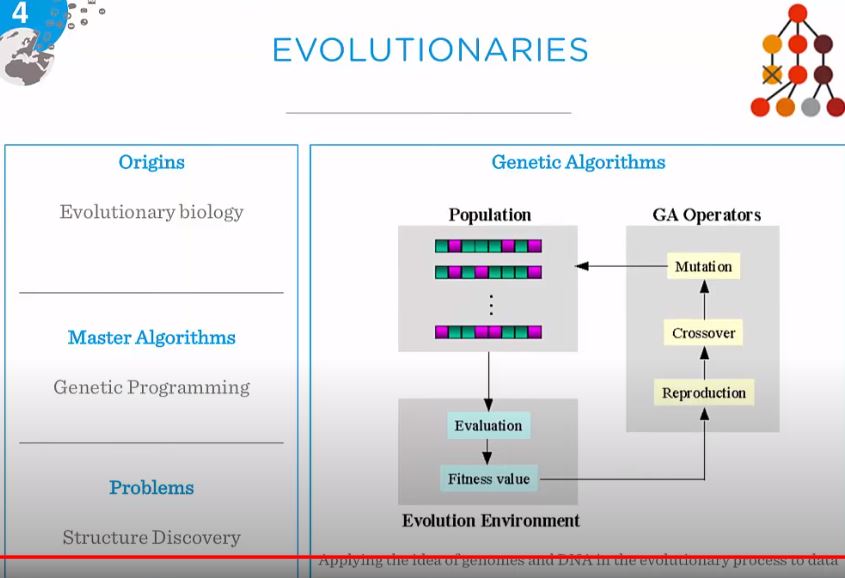 4
EVOLUTIONARIES
Origins
Evolutionary biology
Master Algorithms
Genetic Programming
Problems
Structure Discovery
Genetic Algorithms
Population
GA Operators
Mutation
Crossover
Reproduction
Evaluation
Fitness value
Evolution Environment
Applying the idea of genomes and DNA in the evolutionary process to data